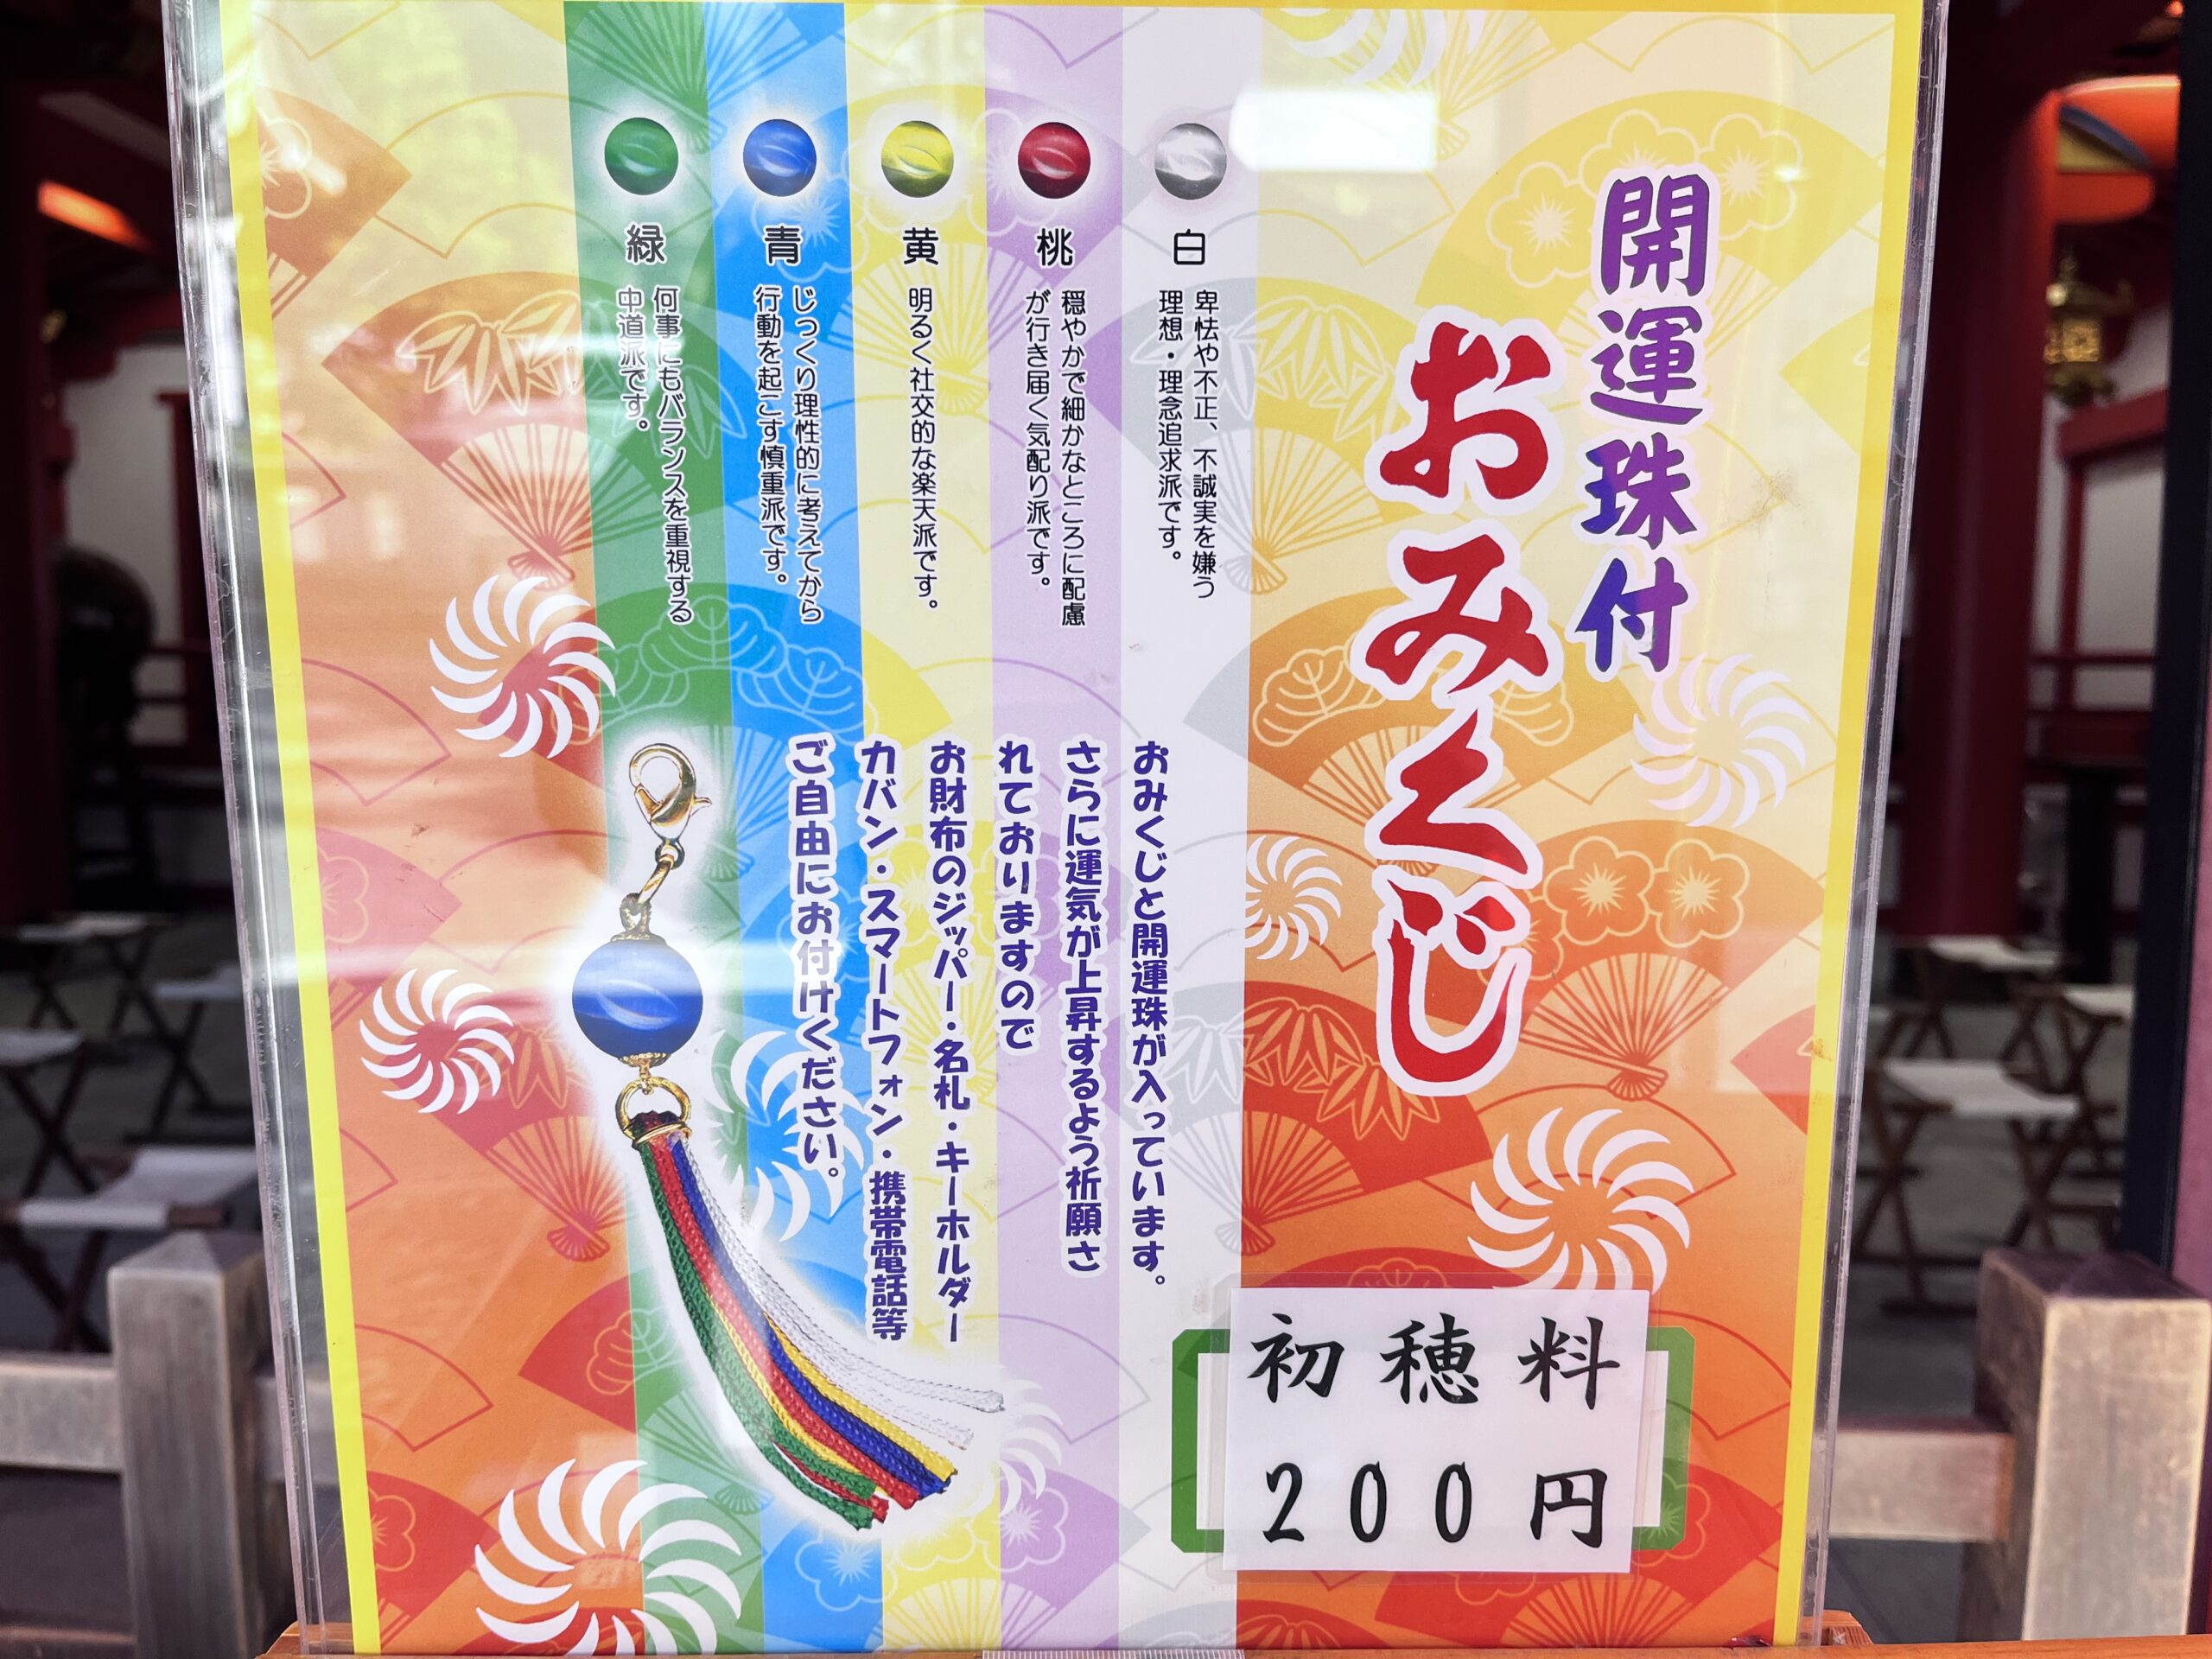 開運珠付
おみくじ
白
卑怯や不正、不誠実を嫌う
理想・理念追求派です。
桃
穏やかで細かなところに配慮
が行き届く気配り派です。
黄
明るく社交的な楽天派です。
青
じっくり理性的に考えてから
行動を起こす慎重派です。
緑
何事にもバランスを重視する
中道派です。
おみくじと開運珠が入っています。
さらに運気が上昇するよう祈願さ
れておりますので
お財布のジッパー・名札・キーホルダー
カバン・スマートフォン・携帯電話等
ご自由にお付けください。
初穂料
200円